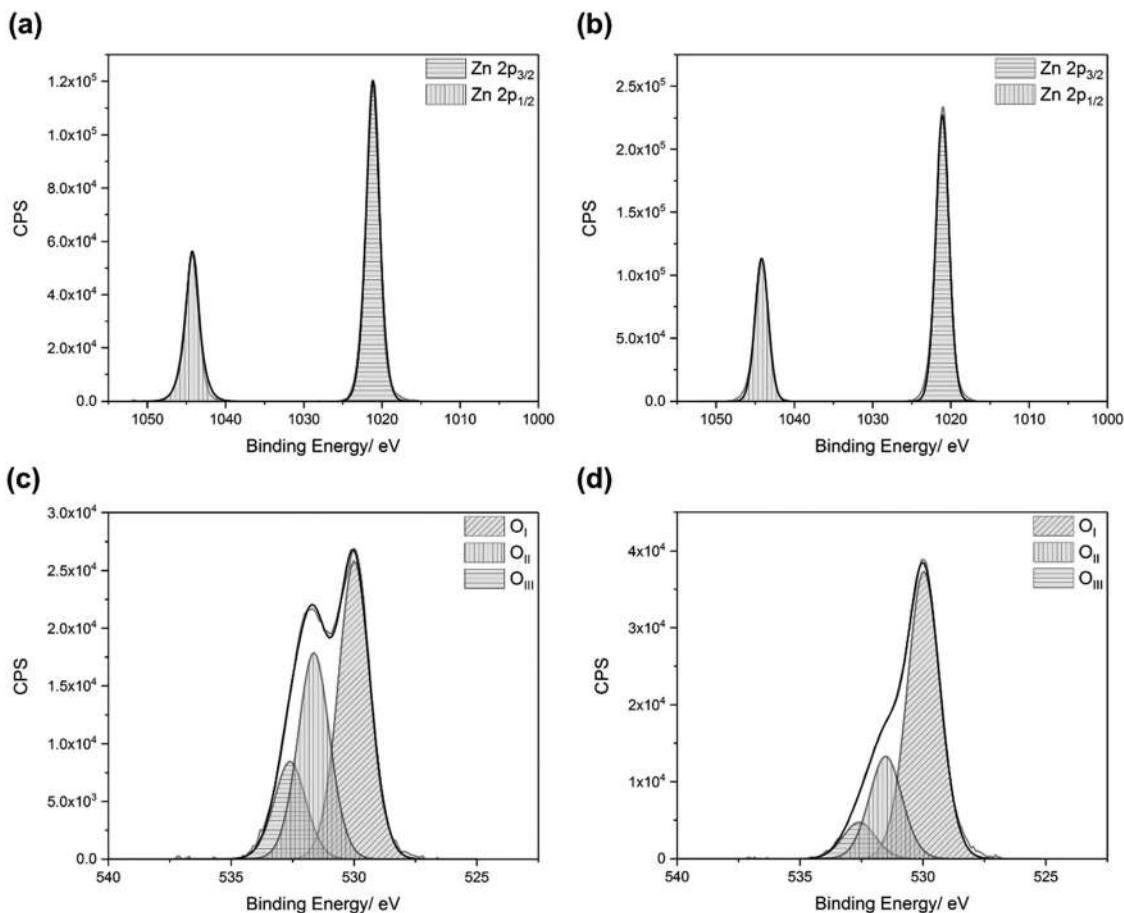 (a)
Zn 2p3/2
Zn 2p1/2
1.2x10^5
1.0x10^5
8.0x10^4
6.0x10^4
4.0x10^4
2.0x10^4
0.0
CPS
1050 1040 1030 1020 1010 1000
Binding Energy/ eV
(b)
Zn 2p3/2
Zn 2p1/2
2.5x10^5
2.0x10^5
1.5x10^5
1.0x10^5
5.0x10^4
0.0
CPS
1050 1040 1030 1020 1010 1000
Binding Energy/ eV
(c)
OI
OII
OIII
3.0x10^4
2.5x10^4
2.0x10^4
1.5x10^4
1.0x10^4
5.0x10^3
0.0
CPS
540 535 530 525
Binding Energy/ eV
(d)
OI
OII
OIII
4x10^4
3x10^4
2x10^4
1x10^4
0
CPS
540 535 530 525
Binding Energy/ eV